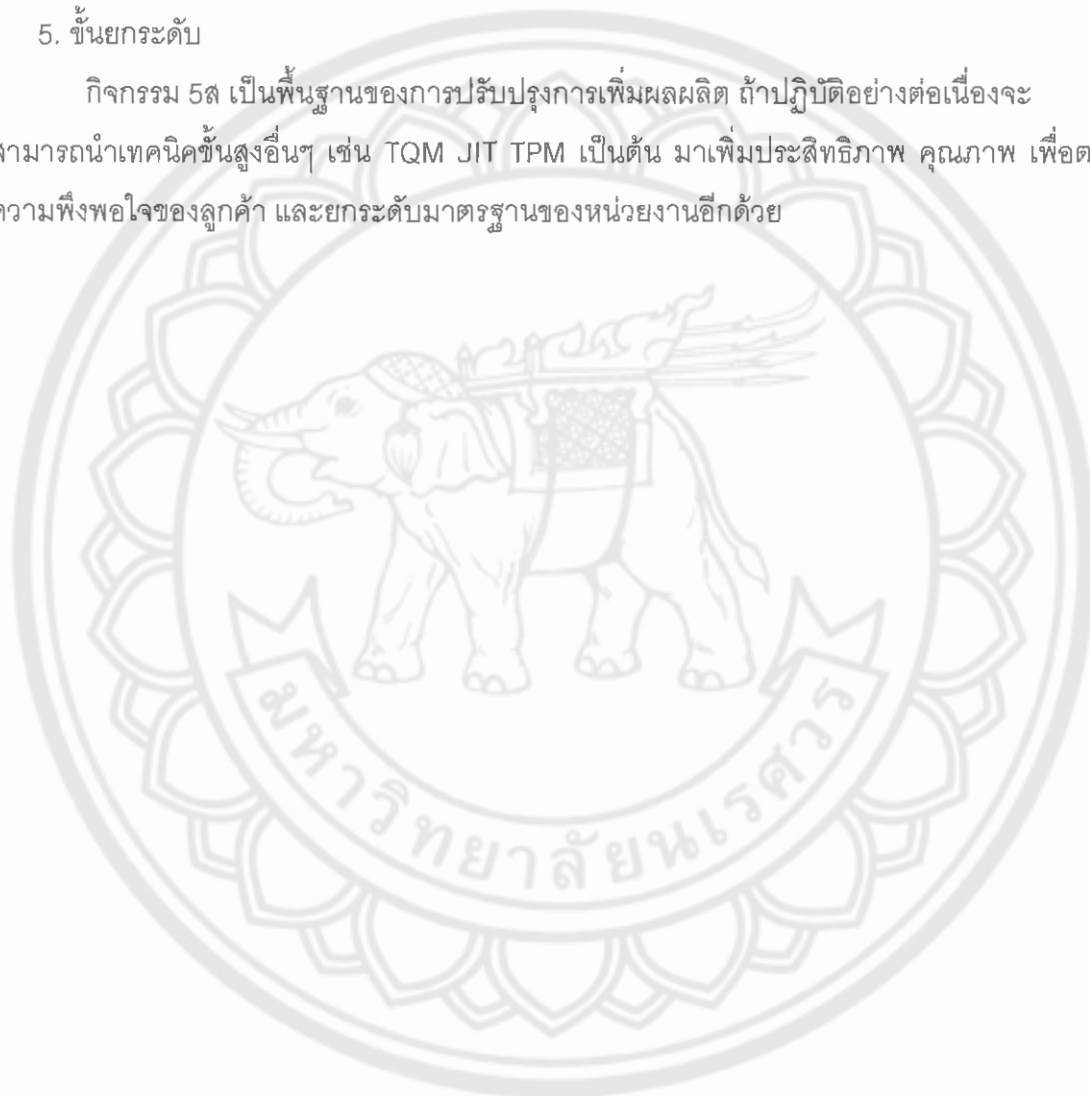 5. ขั้นยกระดับ
กิจกรรม 5ส เป็นพื้นฐานของการปรับปรุงการเพิ่มผลผลิต ถ้าปฏิบัติอย่างต่อเนื่องจะ
สามารถนำเทคนิคขั้นสูงอื่นๆ เช่น TQM JIT TPM เป็นต้น มาเพิ่มประสิทธิภาพ คุณภาพ เพื่อ
ความพึงพอใจของลูกค้า และยกระดับมาตรฐานของหน่วยงานอีกด้วย
มหาวิทยาลัยนเรศวร